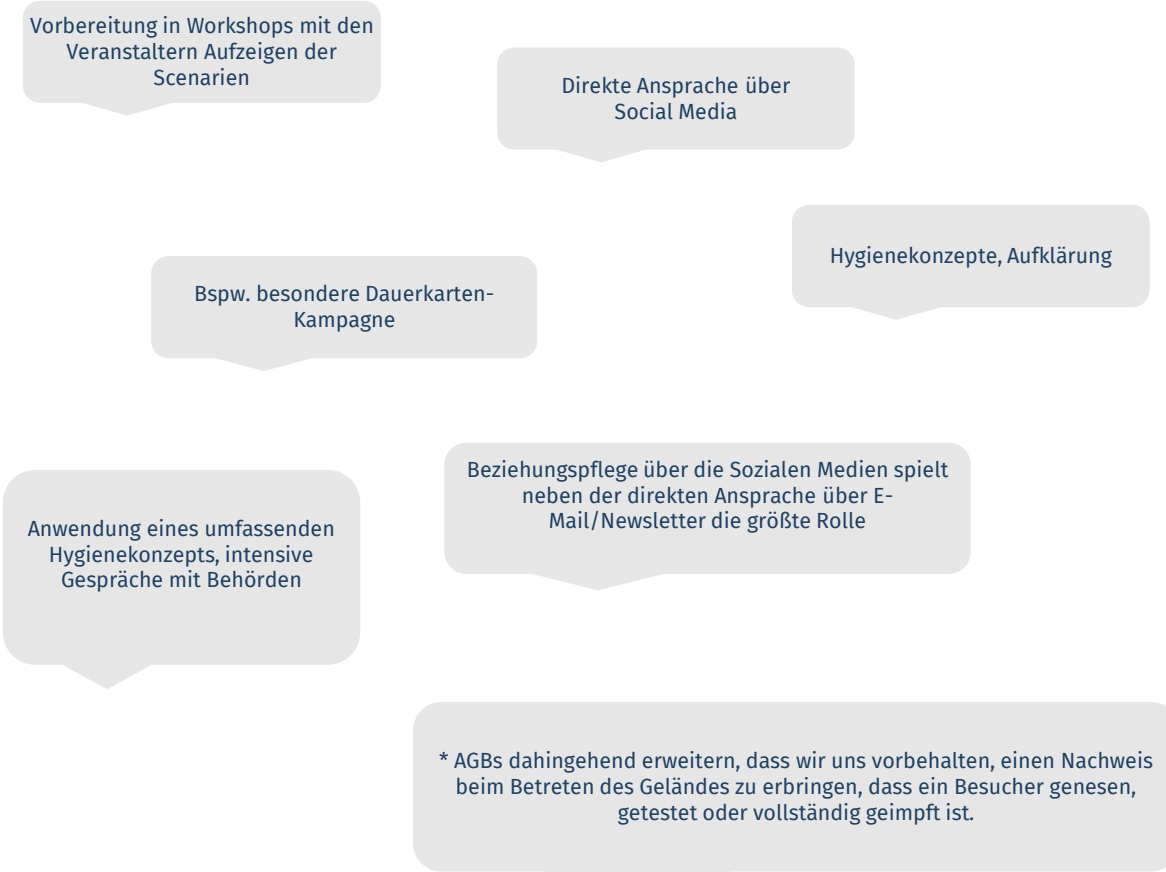 Vorbereitung in Workshops mit den
Veranstaltern Aufzeigen der
Scenarien
Direkte Ansprache über
Social Media
Hygienekonzepte, Aufklärung
Bspw. besondere Dauerkarten-
Kampagne
Beziehungspflege über die Sozialen Medien spielt
neben der direkten Ansprache über E-
Mail/Newsletter die größte Rolle
Anwendung eines umfassenden
Hygienekonzepts, intensive
Gespräche mit Behörden
* AGBs dahingehend erweitern, dass wir uns vorbehalten, einen Nachweis
beim Betreten des Geländes zu erbringen, dass ein Besucher genesen,
getestet oder vollständig geimpft ist.